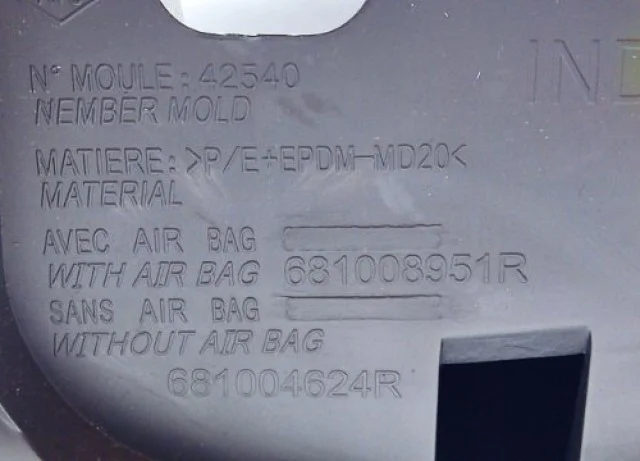 N° MOULE: 42540
NEMBER MOLD
MATIERE: >P/E+EPDM-MD20<
MATERIAL
AVEC AIR BAG
WITH AIR BAG 681008951R
SANS AIR BAG
WITHOUT AIR BAG
681004624R